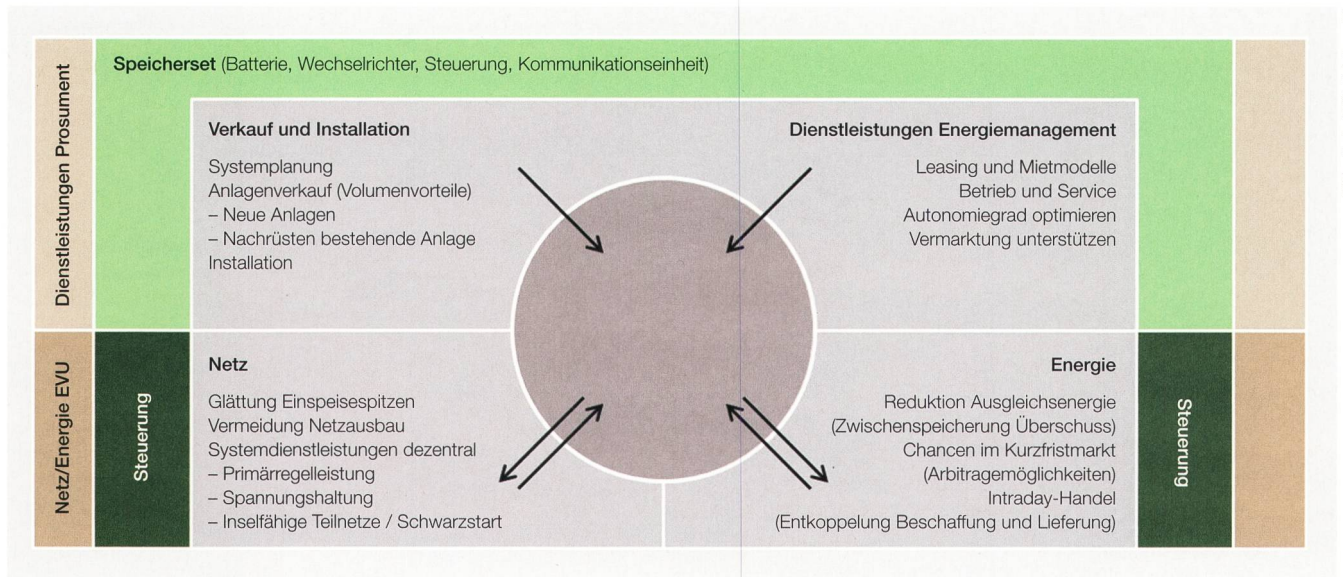 Dienstleistungen Prosument
Speicherset (Batterie, Wechselrichter, Steuerung, Kommunikationseinheit)
Verkauf und Installation
Systemplanung
Anlagenverkauf (Volumenvorteile)
– Neue Anlagen
– Nachrüsten bestehende Anlage
Installation
Dienstleistungen Energiemanagement
Leasing und Mietmodelle
Betrieb und Service
Autonomiegrad optimieren
Vermarktung unterstützen
Netz/Energie EVU
Steuerung
Netz
Glättung Einspeisespitzen
Vermeidung Netzausbau
Systemdienstleistungen dezentral
– Primärregelleistung
– Spannungshaltung
– Inselfähige Teilnetze / Schwarzstart
Energie
Reduktion Ausgleichsenergie
(Zwischenspeicherung Überschuss)
Chancen im Kurzfristmarkt
(Arbitragemöglichkeiten)
Intraday-Handel
(Entkoppelung Beschaffung und Lieferung)
Steuerung